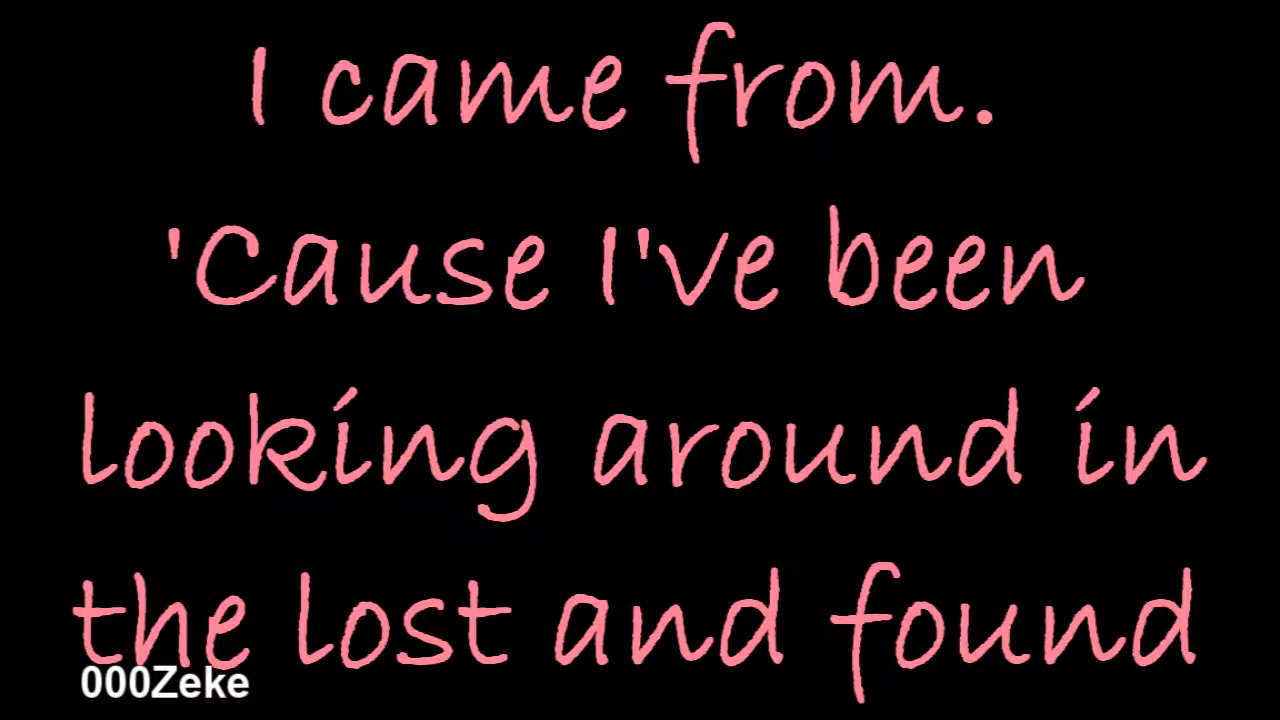 I came from.
'Cause I've been
looking around in
the lost and found
000Zeke